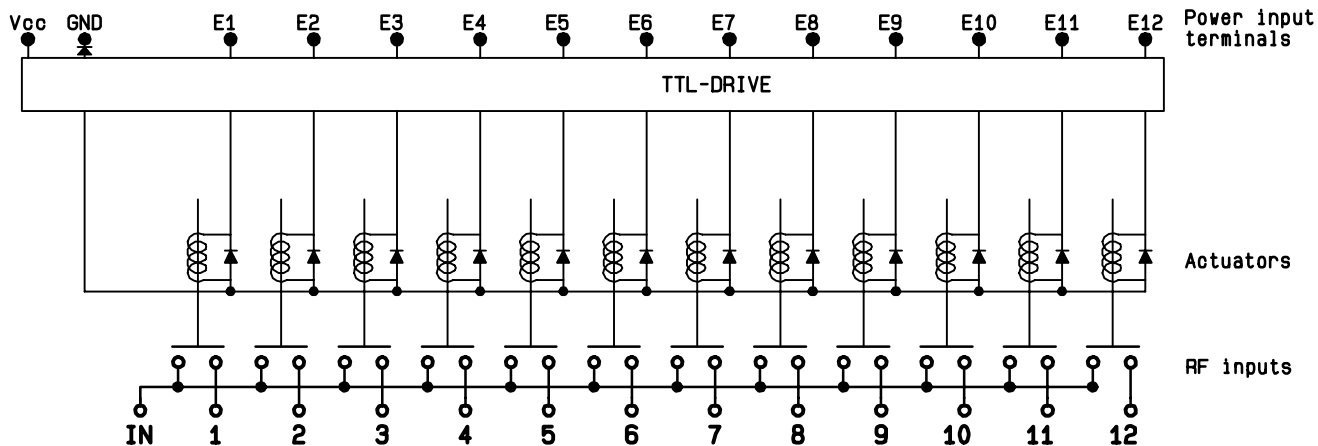 Vcc GND E1 E2 E3 E4 E5 E6 E7 E8 E9 E10 E11 E12 Power input
terminals
TTL-DRIVE
Actuators
RF inputs
IN 1 2 3 4 5 6 7 8 9 10 11 12